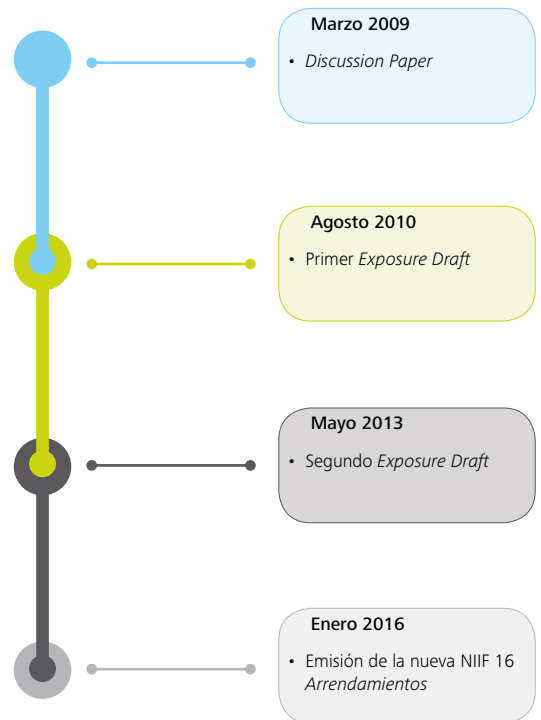 Marzo 2009
• Discussion Paper
Agosto 2010
• Primer Exposure Draft
Mayo 2013
• Segundo Exposure Draft
Enero 2016
• Emisión de la nueva NIIF 16
Arrendamientos